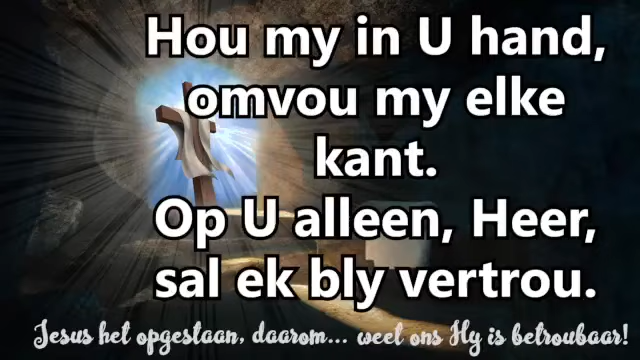 Hou my in U hand,
omvou my elke
kant.
Op U alleen, Heer,
sal ek bly vertrou.
Jesus het opgestaan, daarom... weet ons Hy is betroubaar!